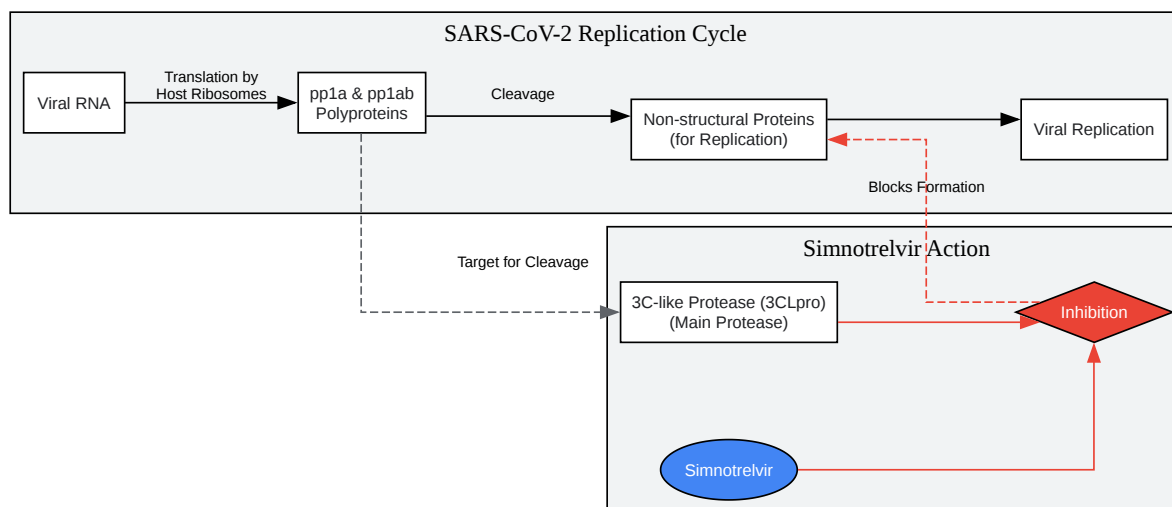 SARS-CoV-2 Replication Cycle
Viral RNA
Translation by
Host Ribosomes
pp1a & pp1ab
Polyproteins
Cleavage
Non-structural Proteins
(for Replication)
Viral Replication
Blocks Formation
Simnotrelvir Action
Target for Cleavage
3C-like Protease (3CLpro)
(Main Protease)
Inhibition
Simnotrelvir